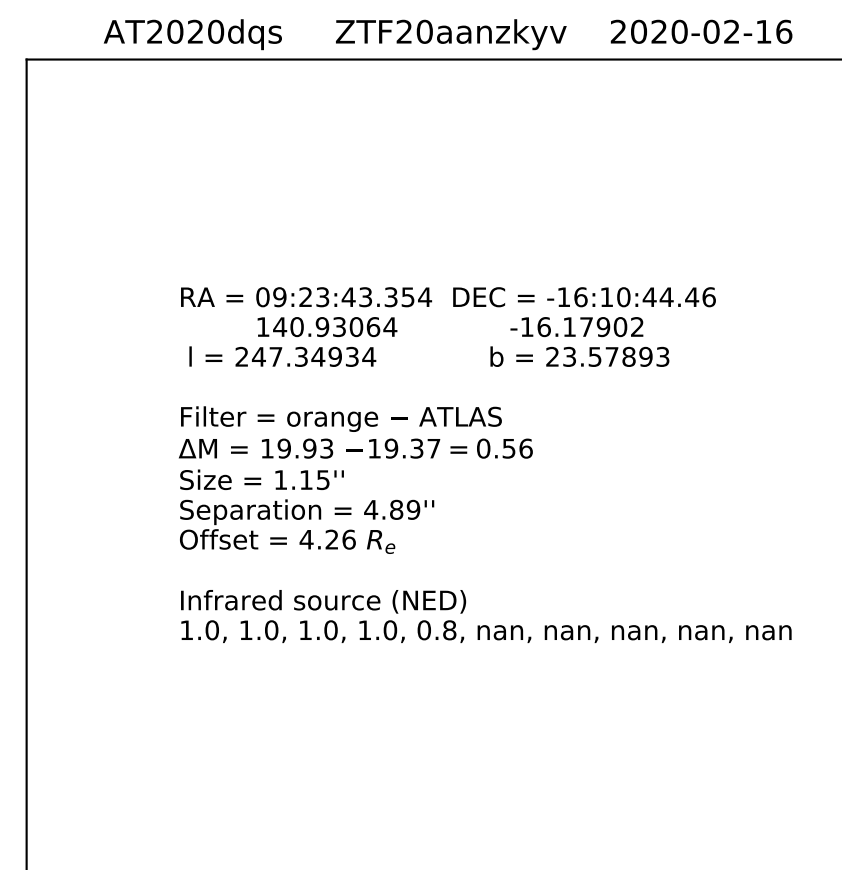 AT2020dqs ZTF20aanzkyv 2020-02-16
RA = 09:23:43.354 DEC = -16:10:44.46
140.93064 -16.17902
l = 247.34934 b = 23.57893
Filter = orange − ATLAS
ΔM = 19.93 −19.37 = 0.56
Size = 1.15''
Separation = 4.89''
Offset = 4.26 Re
Infrared source (NED)
1.0, 1.0, 1.0, 1.0, 0.8, nan, nan, nan, nan, nan